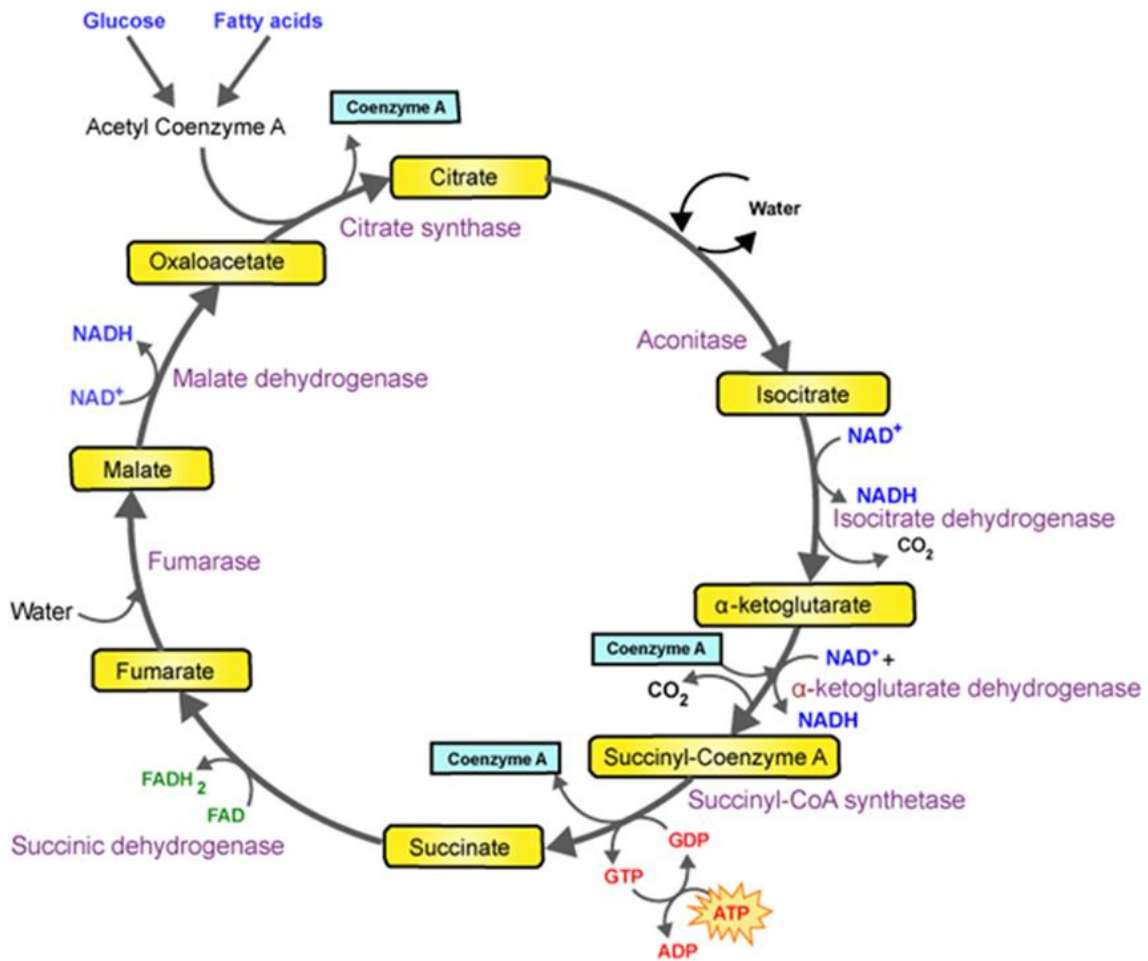 Glucose
Fatty acids
Acetyl Coenzyme A
Coenzyme A
Citrate
Citrate synthase
Water
Aconitase
Isocitrate
NAD⁺
NADH
Isocitrate dehydrogenase
CO₂
α-ketoglutarate
Coenzyme A
NAD⁺ +
α-ketoglutarate dehydrogenase
CO₂
NADH
Succinyl-Coenzyme A
Succinyl-CoA synthetase
Coenzyme A
GDP
GTP
ATP
ADP
Succinate
FADH₂
FAD
Succinic dehydrogenase
Fumarate
Water
Fumarase
Malate
NAD⁺
NADH
Malate dehydrogenase
Oxaloacetate